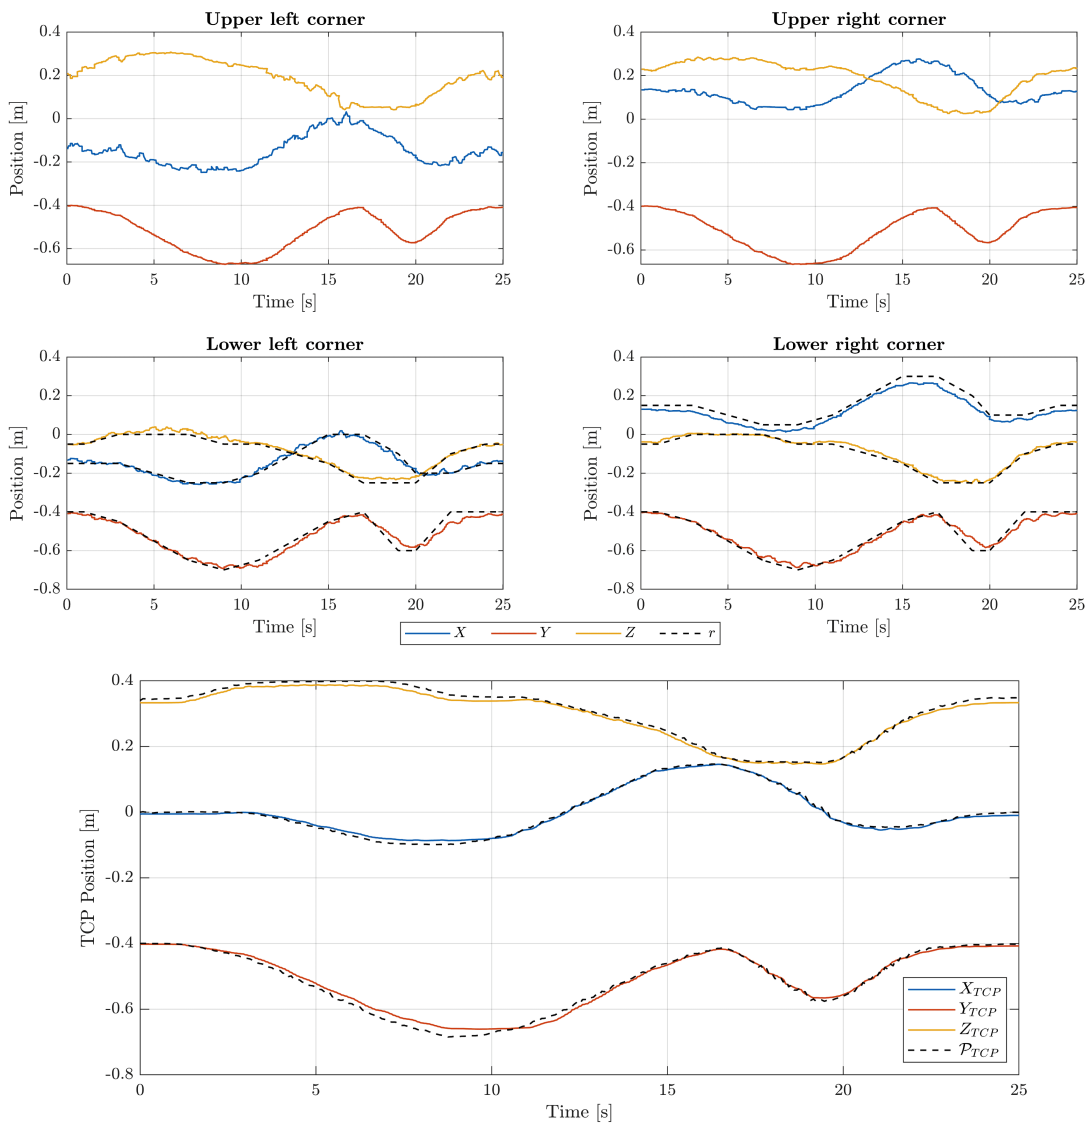 Upper left corner
0.4
0.2
0
-0.2
-0.4
-0.6
Position [m]
0 5 10 15 20 25
Time [s]
Upper right corner
0.4
0.2
0
-0.2
-0.4
-0.6
Position [m]
0 5 10 15 20 25
Time [s]
Lower left corner
0.4
0.2
0
-0.2
-0.4
-0.6
-0.8
Position [m]
0 5 10 15 20 25
Time [s]
Lower right corner
0.4
0.2
0
-0.2
-0.4
-0.6
-0.8
Position [m]
0 5 10 15 20 25
Time [s]
X Y Z r
0.4
0.2
0
-0.2
-0.4
-0.6
-0.8
TCP Position [m]
X_TCP
Y_TCP
Z_TCP
P_TCP
0 5 10 15 20 25
Time [s]